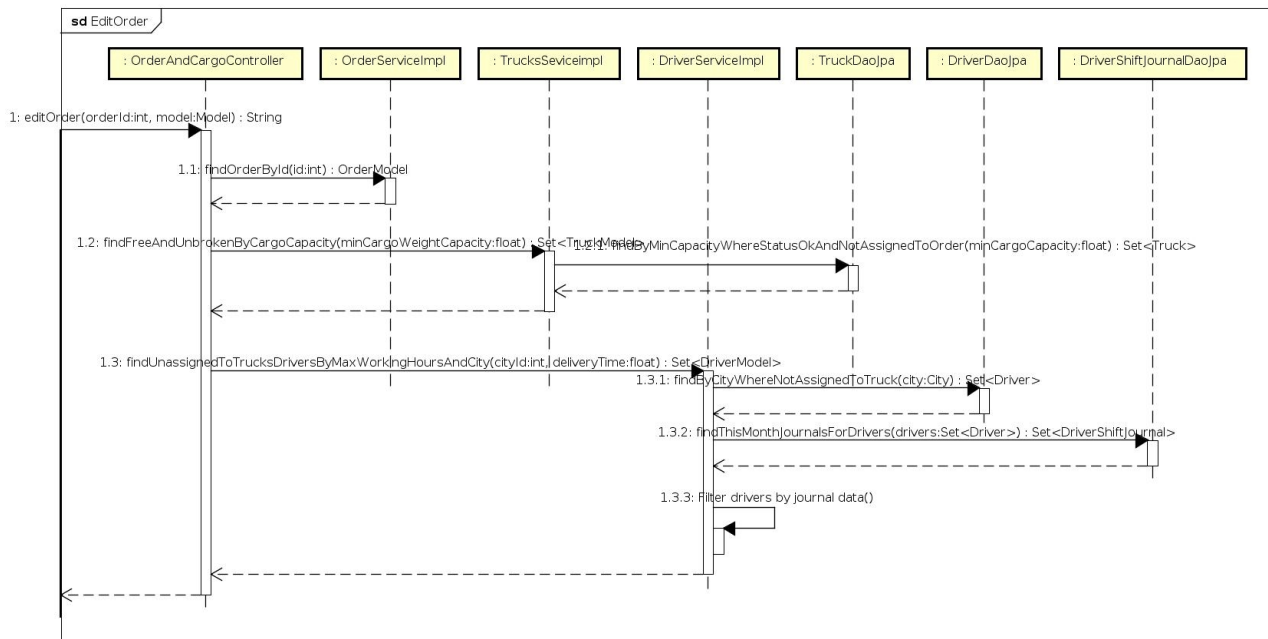 sd EditOrder
: OrderAndCargoController
: OrderServiceImpl
: TrucksSeviceimpl
: DriverServiceImpl
: TruckDaoJpa
: DriverDaoJpa
: DriverShiftJournalDaoJpa
1: editOrder(orderId:int, model:Model) : String
1.1: findOrderById(id:int) : OrderModel
1.2: findFreeAndUnbrokenByCargoCapacity(minCargoWeightCapacity:float) : Set<TruckModel>
1.2.1: findByMinCapacityWhereStatusOkAndNotAssignedToOrder(minCargoCapacity:float) : Set<Truck>
1.3: findUnassignedToTrucksDriversByMaxWorkingHoursAndCity(cityId:int, deliveryTime:float) : Set<DriverModel>
1.3.1: findByCityWhereNotAssignedToTruck(city:City) : Set<Driver>
1.3.2: findThisMonthJournalsForDrivers(drivers:Set<Driver>) : Set<DriverShiftJournal>
1.3.3: Filter drivers by journal data()